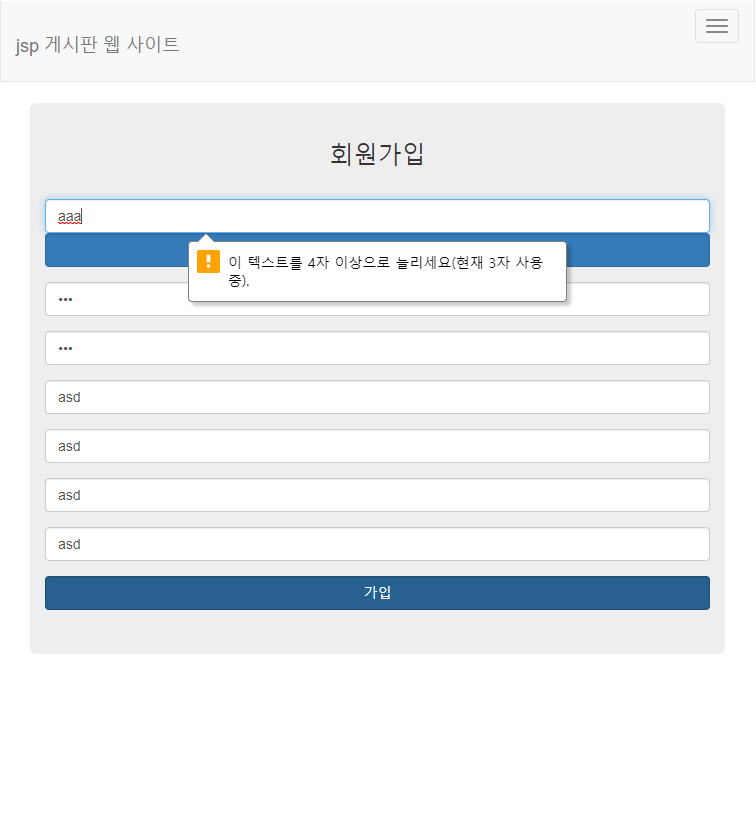 jsp 게시판 웹 사이트
회원가입
aaa
이 텍스트를 4자 이상으로 늘리세요(현재 3자 사용
중).
•••
•••
asd
asd
asd
asd
가입